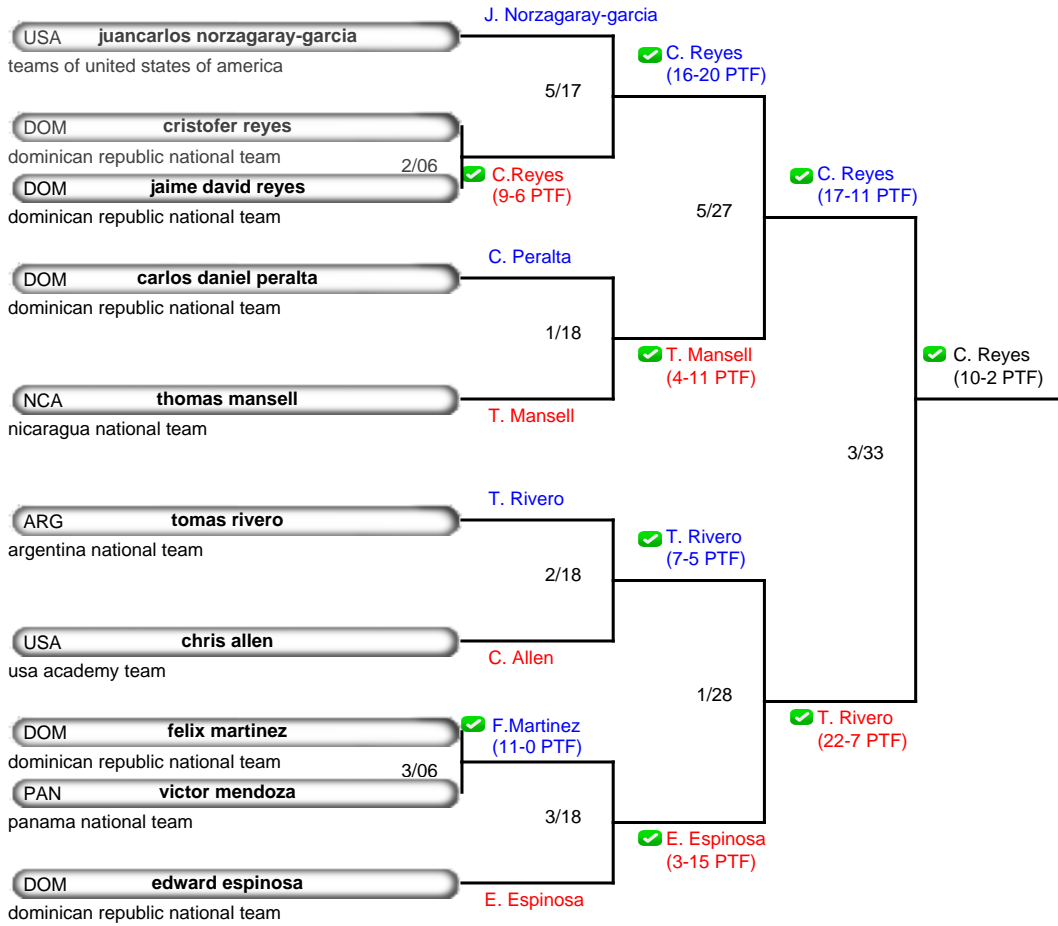 J. Norzagaray-garcia
USA juancarlos norzagaray-garcia
teams of united states of america
C. Reyes
(16-20 PTF)
5/17
DOM cristofer reyes
dominican republic national team
2/06
C.Reyes
(9-6 PTF)
DOM jaime david reyes
dominican republic national team
C. Reyes
(17-11 PTF)
5/27
C. Peralta
DOM carlos daniel peralta
dominican republic national team
1/18
T. Mansell
(4-11 PTF)
NCA thomas mansell
nicaragua national team
T. Mansell
C. Reyes
(10-2 PTF)
3/33
T. Rivero
ARG tomas rivero
argentina national team
T. Rivero
(7-5 PTF)
2/18
USA chris allen
usa academy team
C. Allen
1/28
T. Rivero
(22-7 PTF)
DOM felix martinez
dominican republic national team
F.Martinez
(11-0 PTF)
3/06
PAN victor mendoza
panama national team
3/18
E. Espinosa
(3-15 PTF)
DOM edward espinosa
dominican republic national team
E. Espinosa